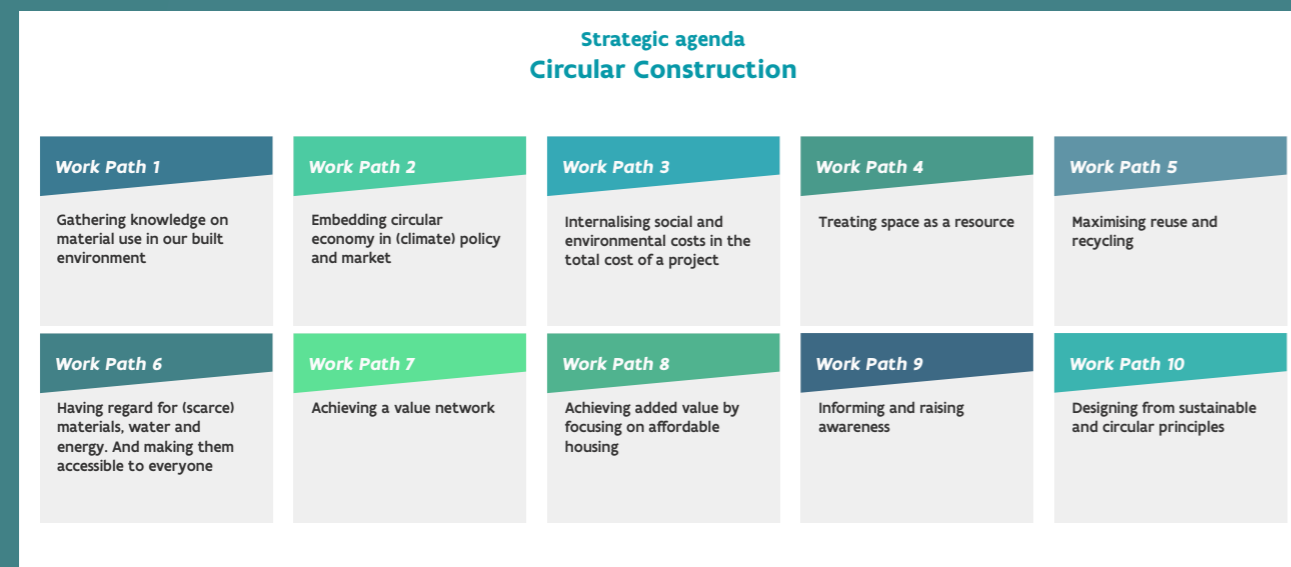 Strategic agenda
Circular Construction
Work Path 1
Gathering knowledge on
material use in our built
environment
Work Path 2
Embedding circular
economy in (climate) policy
and market
Work Path 3
Internalising social and
environmental costs in the
total cost of a project
Work Path 4
Treating space as a resource
Work Path 5
Maximising reuse and
recycling
Work Path 6
Having regard for (scarce)
materials, water and
energy. And making them
accessible to everyone
Work Path 7
Achieving a value network
Work Path 8
Achieving added value by
focusing on affordable
housing
Work Path 9
Informing and raising
awareness
Work Path 10
Designing from sustainable
and circular principles